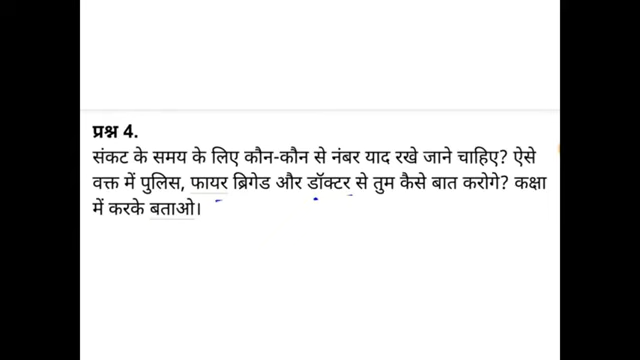 प्रश्न 4.
संकट के समय के लिए कौन-कौन से नंबर याद रखे जाने चाहिए? ऐसे
वक्त में पुलिस, फायर ब्रिगेड और डॉक्टर से तुम कैसे बात करोगे? कक्षा
में करके बताओ।